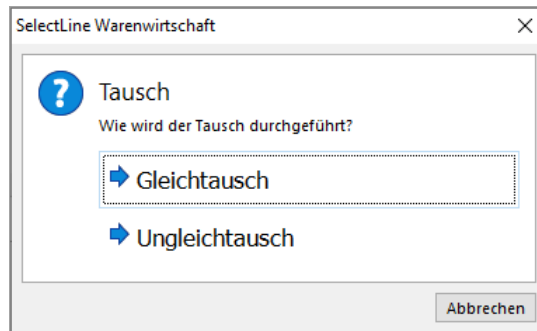 SelectLine Warenwirtschaft
Tausch
Wie wird der Tausch durchgeführt?
Gleichtausch
Ungleichtausch
Abbrechen